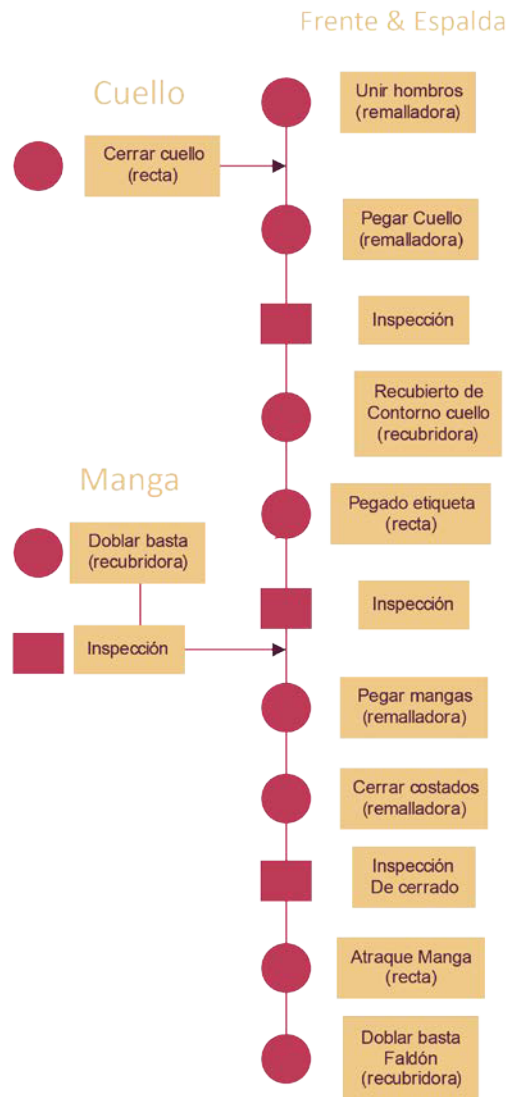 Frente & Espalda
Unir hombros
(remalladora)
Cuello
Cerrar cuello
(recta)
Pegar Cuello
(remalladora)
Inspección
Recubierto de
Contorno cuello
(recubridora)
Manga
Pegado etiqueta
(recta)
Doblar basta
(recubridora)
Inspección
Inspección
Pegar mangas
(remalladora)
Cerrar costados
(remalladora)
Inspección
De cerrado
Atraque Manga
(recta)
Doblar basta
Faldón
(recubridora)